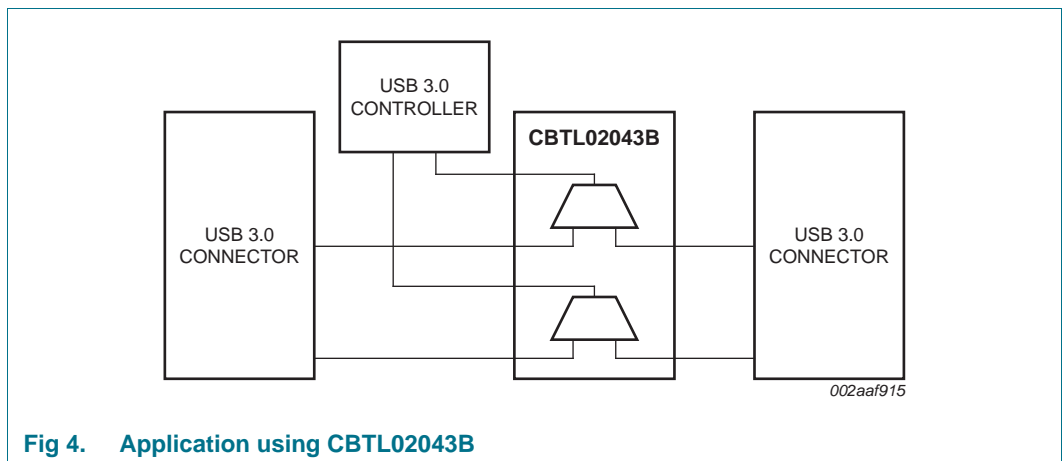 USB 3.0
CONTROLLER
CBTL02043B
USB 3.0
CONNECTOR
USB 3.0
CONNECTOR
002aaf915
Fig 4. Application using CBTL02043B